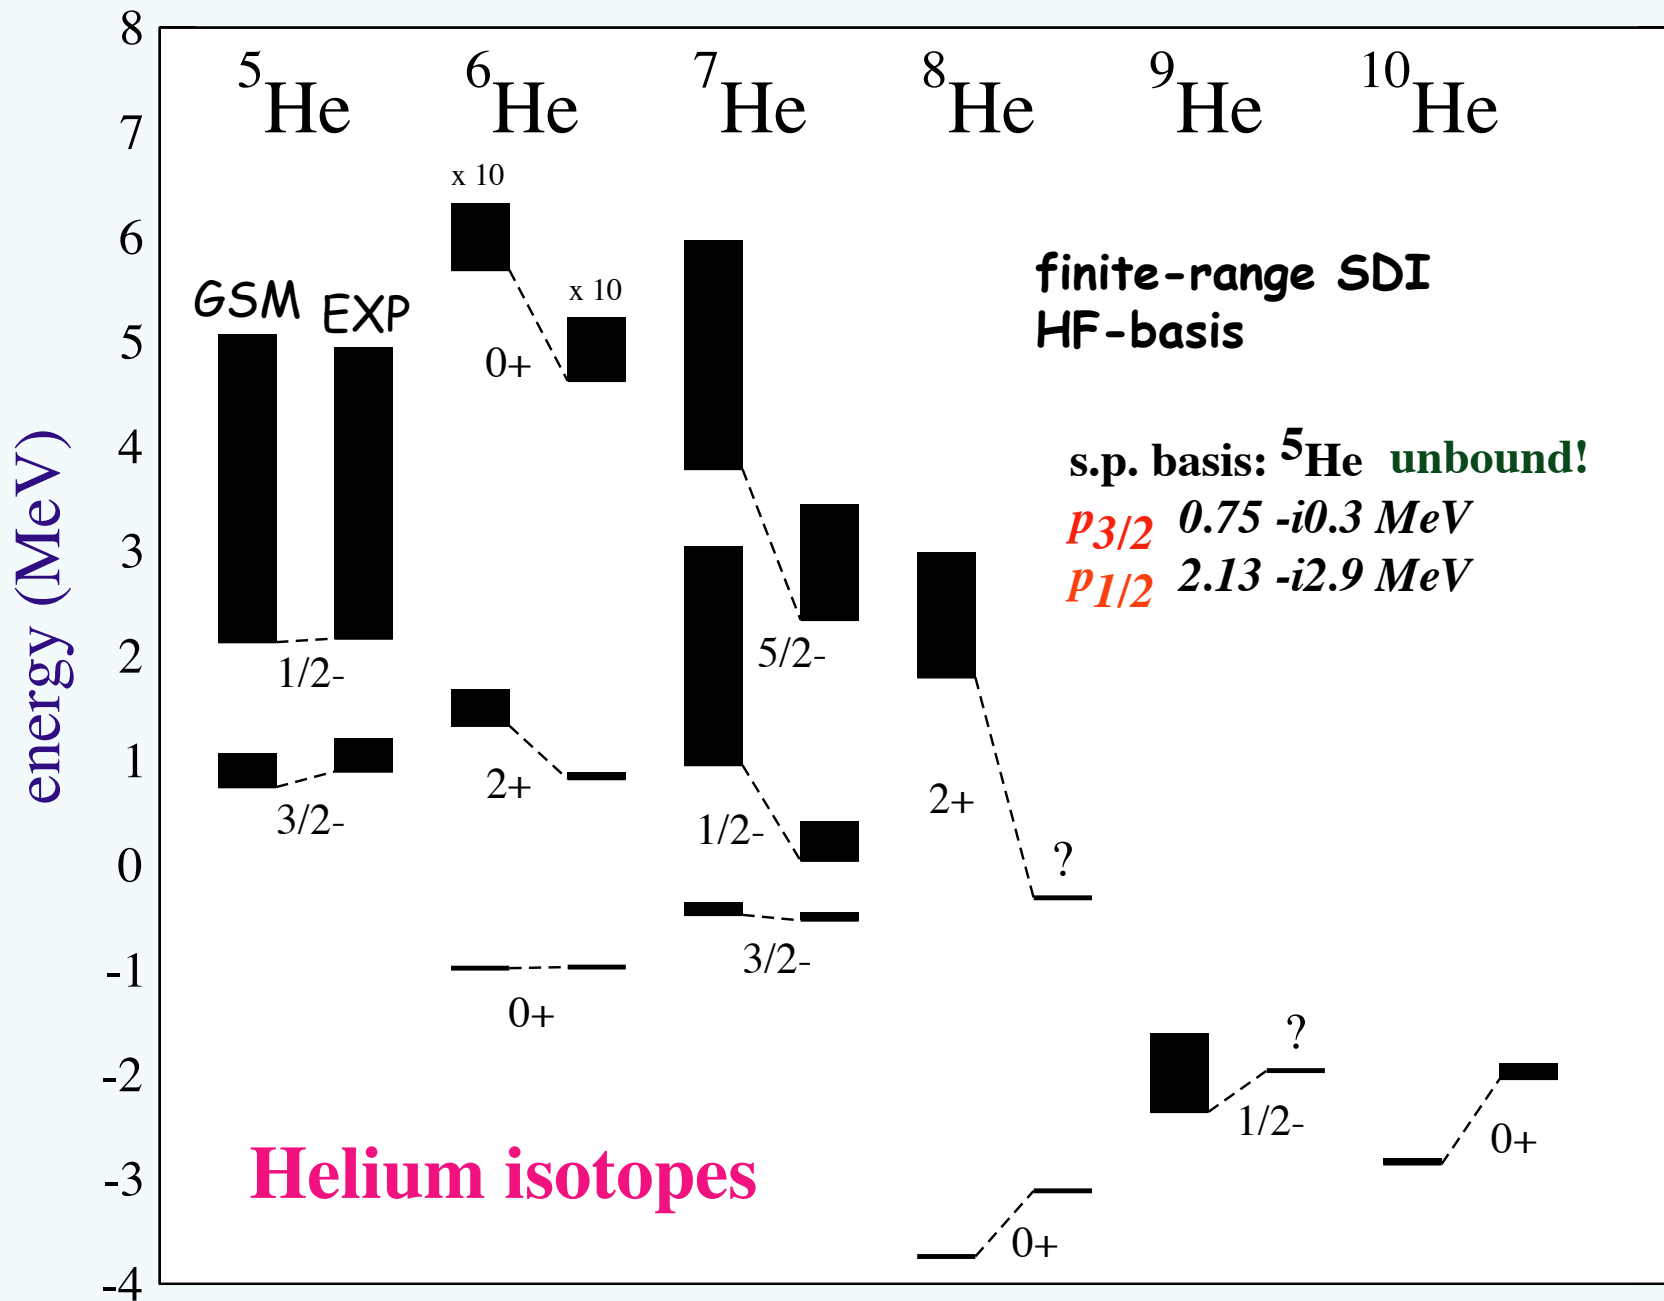 8
7
6
5
4
3
2
1
0
-1
-2
-3
-4
energy (MeV)
⁵He
⁶He
⁷He
⁸He
⁹He
¹⁰He
GSM
EXP
1/2-
3/2-
x 10
x 10
0+
2+
0+
5/2-
1/2-
3/2-
2+
?
0+
?
1/2-
0+
finite-range SDI
HF-basis
s.p. basis: ⁵He unbound!
p3/2 0.75 -i0.3 MeV
p1/2 2.13 -i2.9 MeV
Helium isotopes